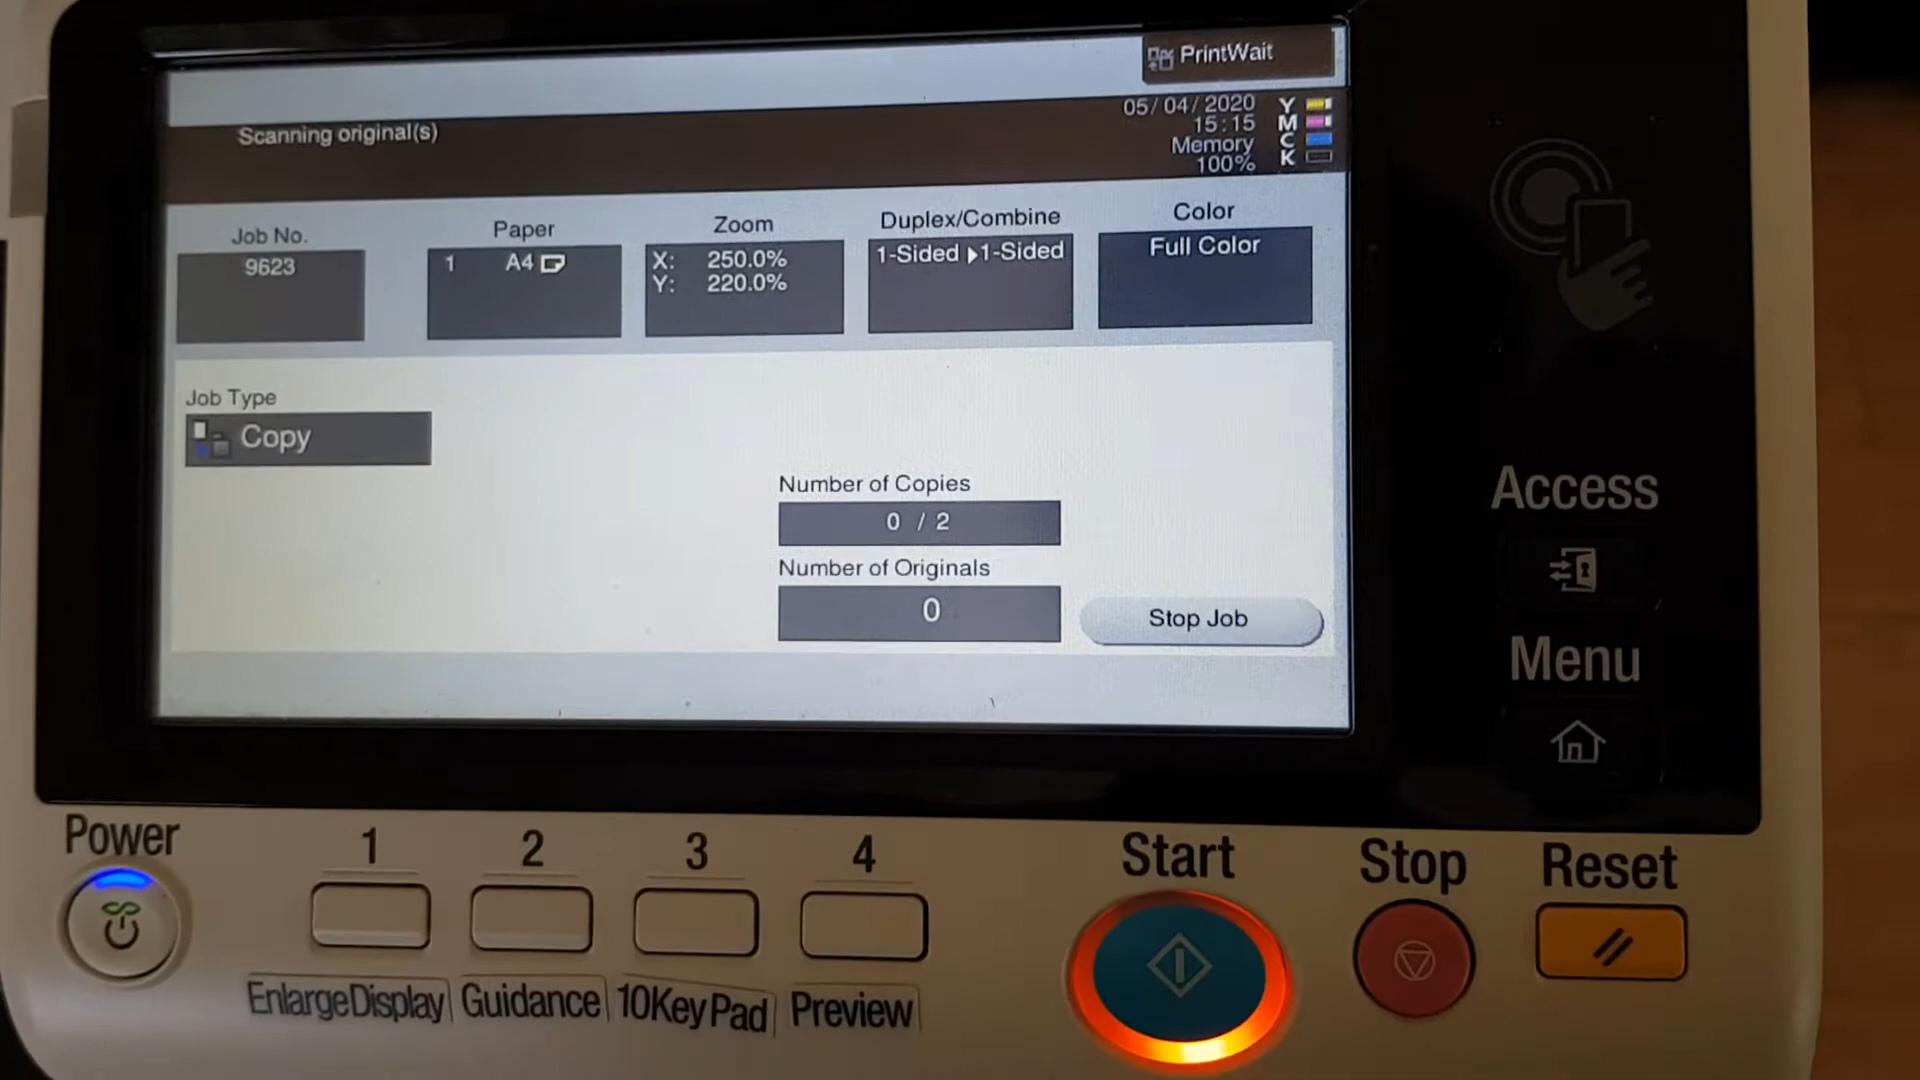 PrintWait
Scanning original(s)
05/04/2020
15:15
Memory
100%
Y
M
C
K
Job No.
9623
Paper
1 A4
Zoom
X: 250.0%
Y: 220.0%
Duplex/Combine
1-Sided ▶1-Sided
Color
Full Color
Job Type
Copy
Number of Copies
0 / 2
Number of Originals
0
Stop Job
Access
Menu
Power
1 2 3 4
Start Stop Reset
EnlargeDisplay Guidance 10KeyPad Preview